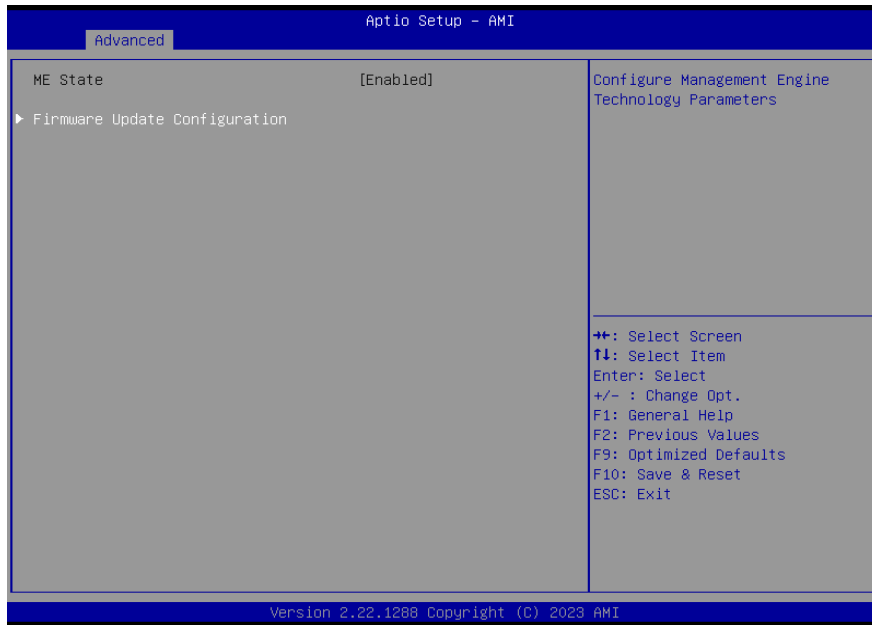 Aptio Setup - AMI
Advanced
ME State [Enabled]
▶ Firmware Update Configuration
Configure Management Engine
Technology Parameters
→←: Select Screen
↑↓: Select Item
Enter: Select
+/- : Change Opt.
F1: General Help
F2: Previous Values
F9: Optimized Defaults
F10: Save & Reset
ESC: Exit
Version 2.22.1288 Copyright (C) 2023 AMI